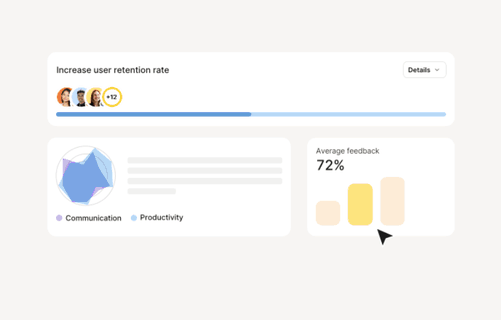 Increase user retention rate
Details
+12
Communication
Productivity
Average feedback
72%